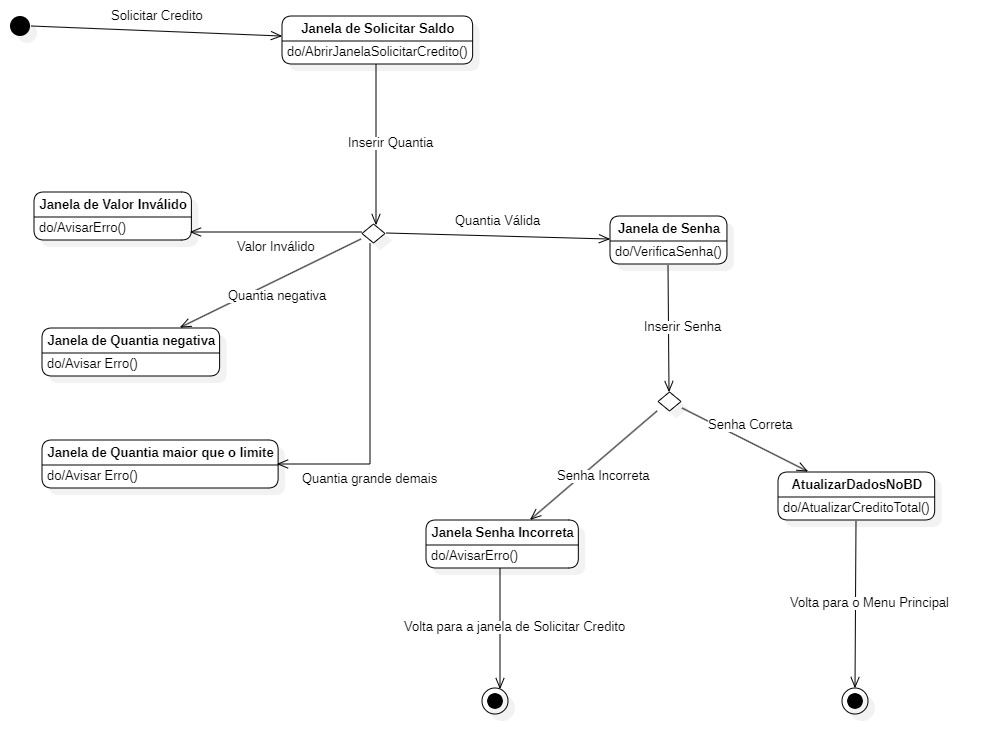 Solicitar Credito
Janela de Solicitar Saldo
do/AbrirJanelaSolicitarCredito()
Inserir Quantia
Janela de Valor Inválido
do/AvisarErro()
Valor Inválido
Quantia Válida
Janela de Senha
do/VerificaSenha()
Quantia negativa
Janela de Quantia negativa
do/Avisar Erro()
Inserir Senha
Janela de Quantia maior que o limite
do/Avisar Erro()
Quantia grande demais
Senha Incorreta
Senha Correta
Janela Senha Incorreta
do/AvisarErro()
AtualizarDadosNoBD
do/AtualizarCreditoTotal()
Volta para a janela de Solicitar Credito
Volta para o Menu Principal